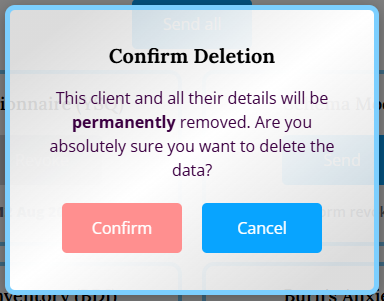 Send all
Confirm Deletion
This client and all their details will be
permanently removed. Are you
absolutely sure you want to delete the
data?
Send
Confirm
Cancel